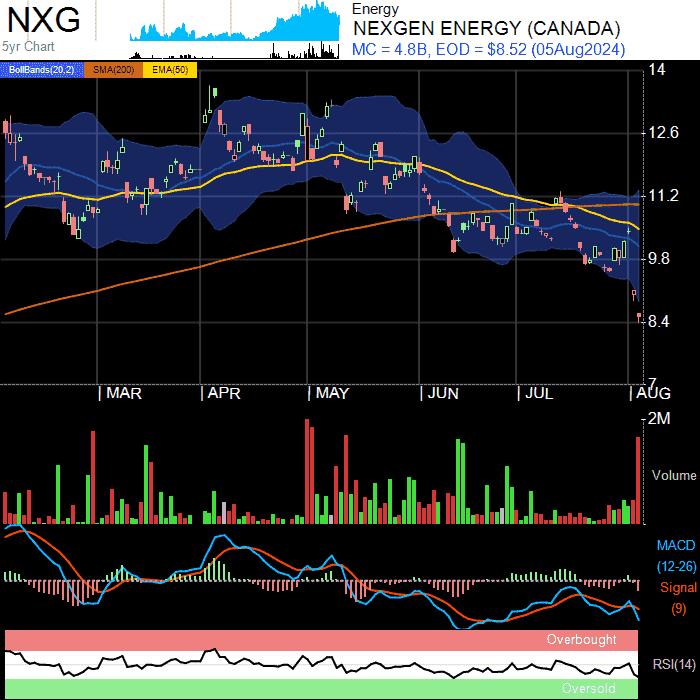 NXG
5yr Chart
Energy
NEXGEN ENERGY (CANADA)
MC = 4.8B, EOD = $8.52 (05Aug2024)
BollBands(20,2) SMA(200) EMA(50)
14
12.6
11.2
9.8
8.4
7
MAR APR MAY JUN JUL AUG
2M
Volume
MACD
(12-26)
Signal
(9)
Overbought
RSI(14)
Oversold